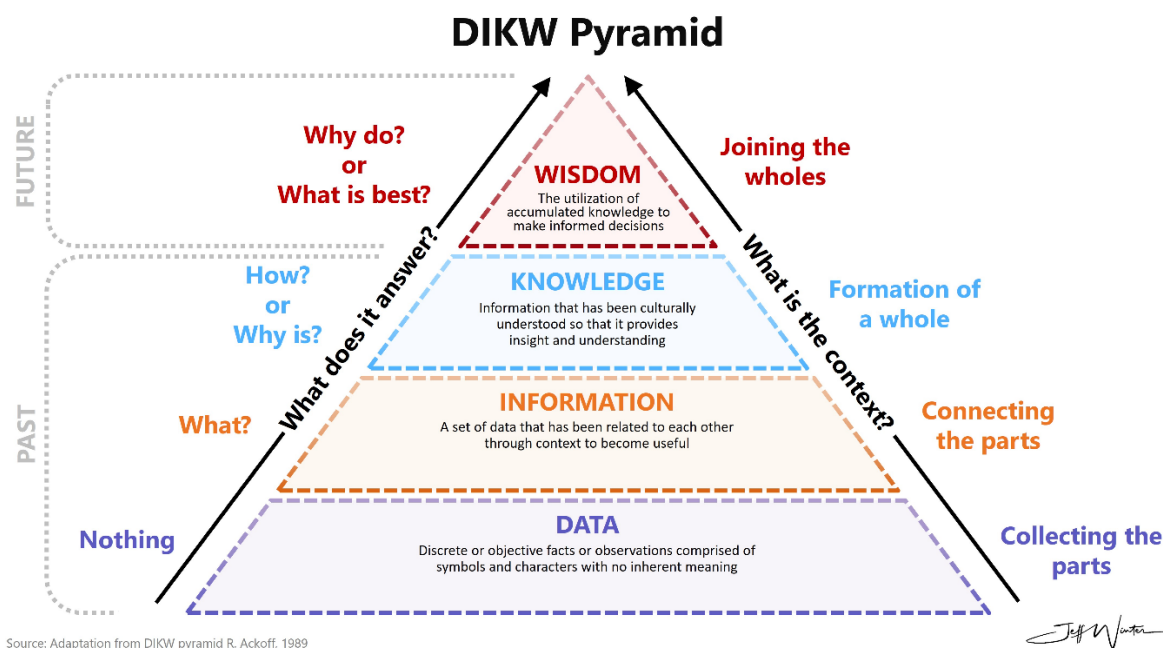 DIKW Pyramid
FUTURE
Why do?
or
What is best?
WISDOM
The utilization of
accumulated knowledge to
make informed decisions
Joining the
wholes
What does it answer?
What is the context?
PAST
How?
or
Why is?
KNOWLEDGE
Information that has been culturally
understood so that it provides
insight and understanding
Formation of
a whole
What?
INFORMATION
A set of data that has been related to each other
through context to become useful
Connecting
the parts
Nothing
DATA
Discrete or objective facts or observations comprised of
symbols and characters with no inherent meaning
Collecting the
parts
Source: Adaptation from DIKW pyramid R. Ackoff, 1989
Jeff Winter